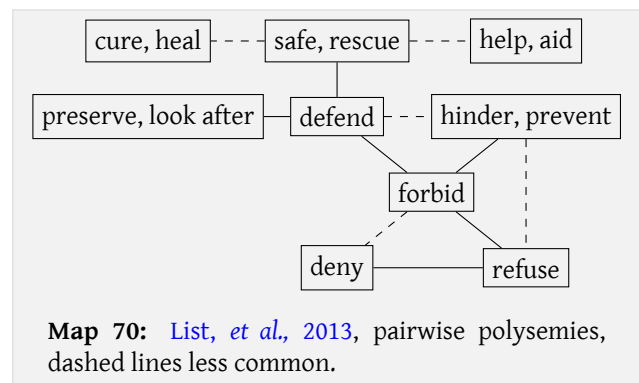 cure, heal
safe, rescue
help, aid
preserve, look after
defend
hinder, prevent
forbid
deny
refuse
Map 70: List, et al., 2013, pairwise polysemies,
dashed lines less common.